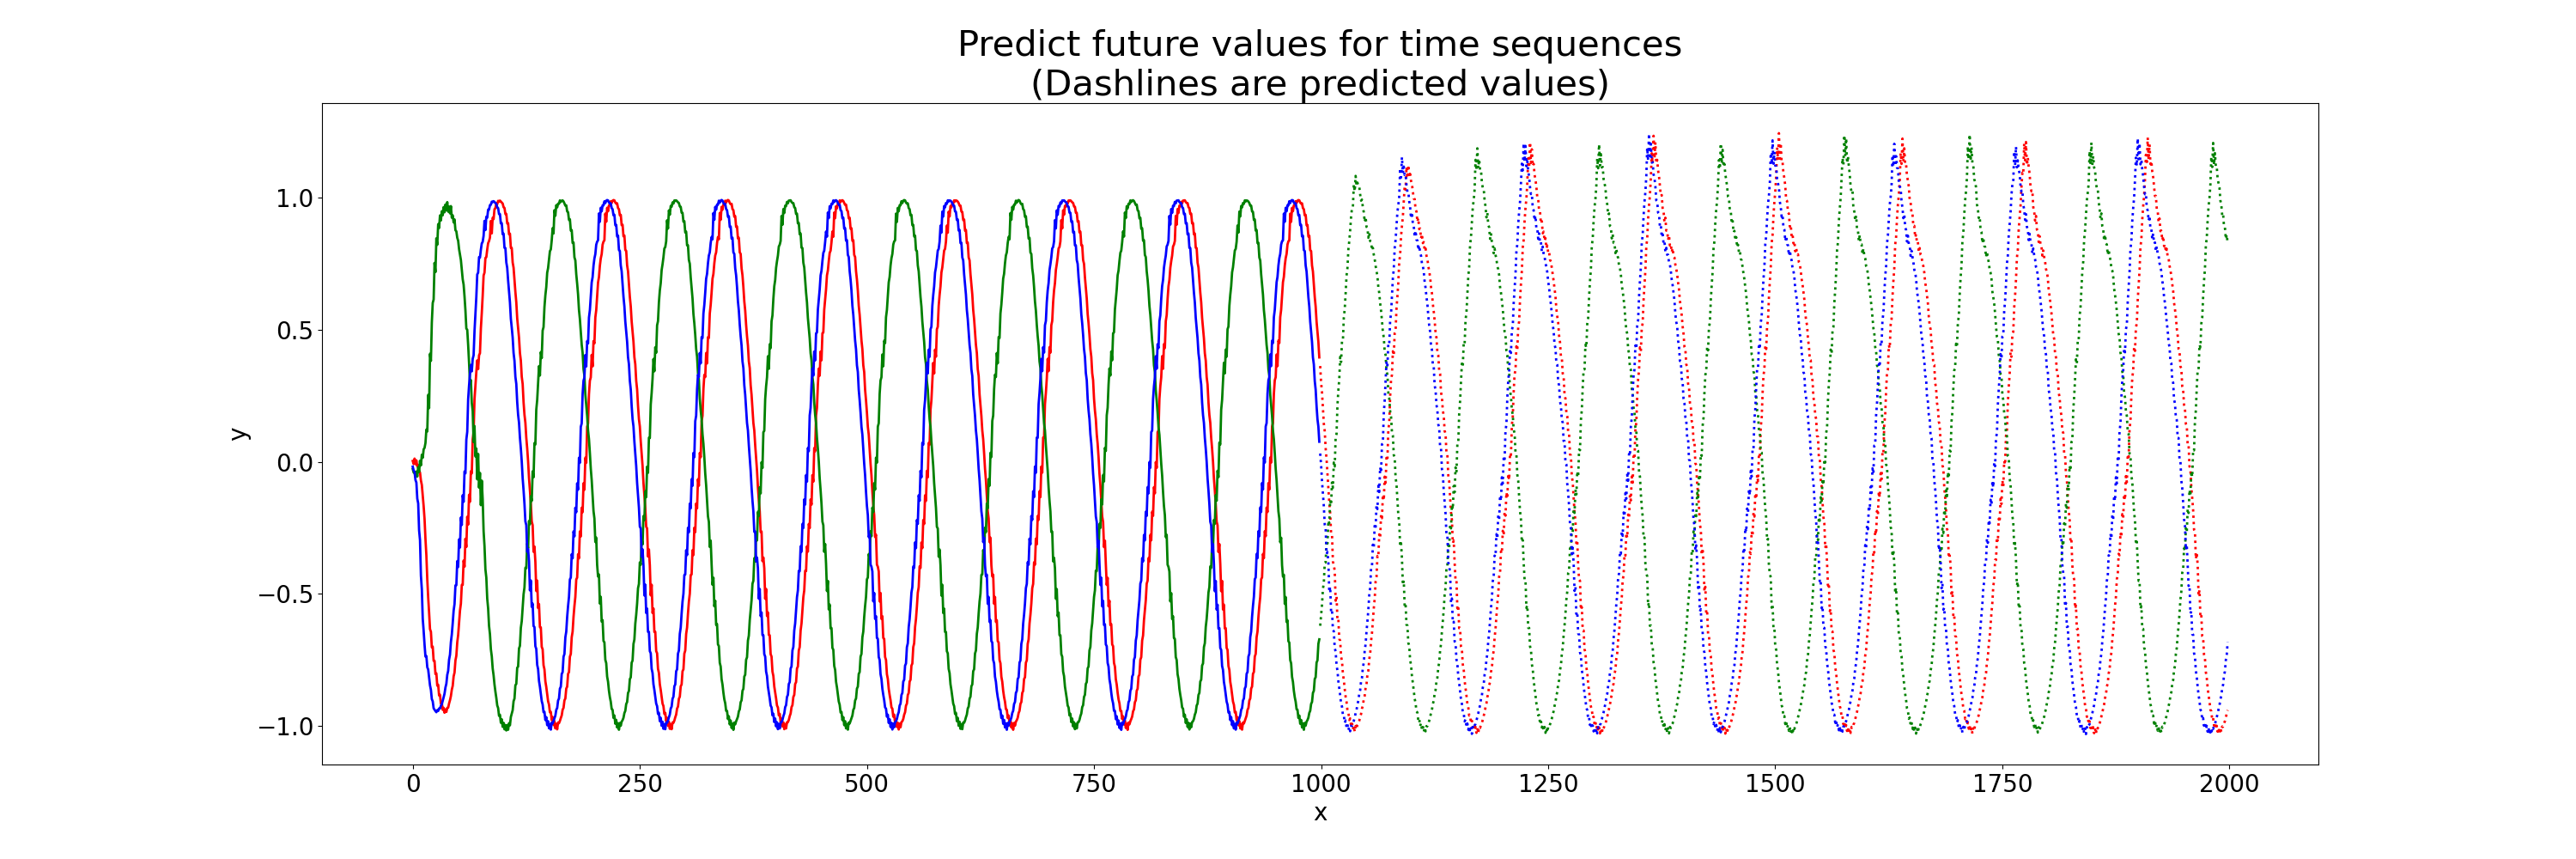 Predict future values for time sequences
(Dashlines are predicted values)
1.0
0.5
0.0
−0.5
−1.0
y
0 250 500 750 1000 1250 1500 1750 2000
x